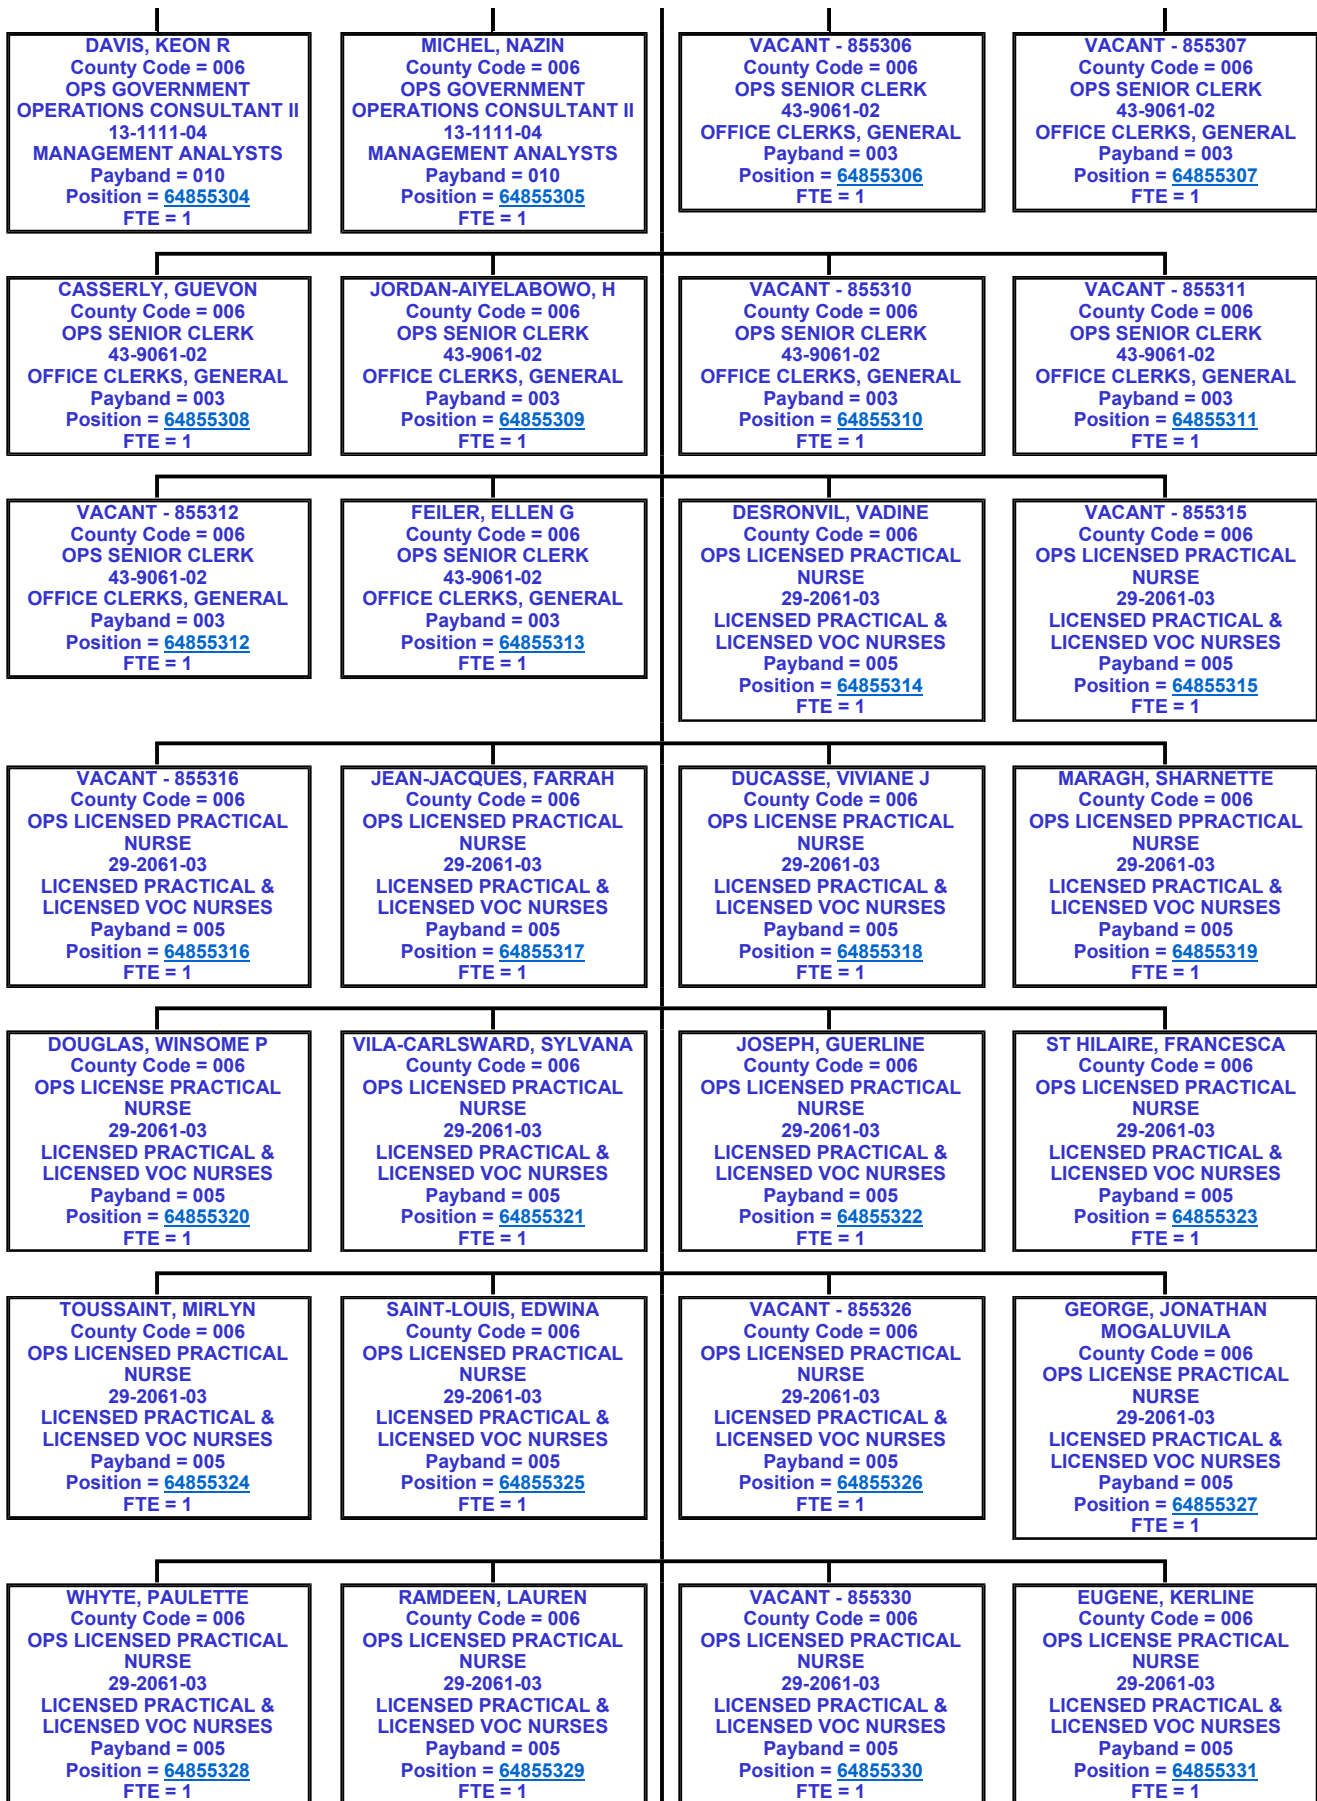 DAVIS, KEON R
County Code = 006
OPS GOVERNMENT
OPERATIONS CONSULTANT II
13-1111-04
MANAGEMENT ANALYSTS
Payband = 010
Position = 64855304
FTE = 1
MICHEL, NAZIN
County Code = 006
OPS GOVERNMENT
OPERATIONS CONSULTANT II
13-1111-04
MANAGEMENT ANALYSTS
Payband = 010
Position = 64855305
FTE = 1
VACANT - 855306
County Code = 006
OPS SENIOR CLERK
43-9061-02
OFFICE CLERKS, GENERAL
Payband = 003
Position = 64855306
FTE = 1
VACANT - 855307
County Code = 006
OPS SENIOR CLERK
43-9061-02
OFFICE CLERKS, GENERAL
Payband = 003
Position = 64855307
FTE = 1
CASSERLY, GUEVON
County Code = 006
OPS SENIOR CLERK
43-9061-02
OFFICE CLERKS, GENERAL
Payband = 003
Position = 64855308
FTE = 1
JORDAN-AIYELABOWO, H
County Code = 006
OPS SENIOR CLERK
43-9061-02
OFFICE CLERKS, GENERAL
Payband = 003
Position = 64855309
FTE = 1
VACANT - 855310
County Code = 006
OPS SENIOR CLERK
43-9061-02
OFFICE CLERKS, GENERAL
Payband = 003
Position = 64855310
FTE = 1
VACANT - 855311
County Code = 006
OPS SENIOR CLERK
43-9061-02
OFFICE CLERKS, GENERAL
Payband = 003
Position = 64855311
FTE = 1
VACANT - 855312
County Code = 006
OPS SENIOR CLERK
43-9061-02
OFFICE CLERKS, GENERAL
Payband = 003
Position = 64855312
FTE = 1
FEILER, ELLEN G
County Code = 006
OPS SENIOR CLERK
43-9061-02
OFFICE CLERKS, GENERAL
Payband = 003
Position = 64855313
FTE = 1
DESRONVIL, VADINE
County Code = 006
OPS LICENSED PRACTICAL
NURSE
29-2061-03
LICENSED PRACTICAL &
LICENSED VOC NURSES
Payband = 005
Position = 64855314
FTE = 1
VACANT - 855315
County Code = 006
OPS LICENSED PRACTICAL
NURSE
29-2061-03
LICENSED PRACTICAL &
LICENSED VOC NURSES
Payband = 005
Position = 64855315
FTE = 1
VACANT - 855316
County Code = 006
OPS LICENSED PRACTICAL
NURSE
29-2061-03
LICENSED PRACTICAL &
LICENSED VOC NURSES
Payband = 005
Position = 64855316
FTE = 1
JEAN-JACQUES, FARRAH
County Code = 006
OPS LICENSED PRACTICAL
NURSE
29-2061-03
LICENSED PRACTICAL &
LICENSED VOC NURSES
Payband = 005
Position = 64855317
FTE = 1
DUCASSE, VIVIANE J
County Code = 006
OPS LICENSE PRACTICAL
NURSE
29-2061-03
LICENSED PRACTICAL &
LICENSED VOC NURSES
Payband = 005
Position = 64855318
FTE = 1
MARAGH, SHARNETTE
County Code = 006
OPS LICENSED PPRACTICAL
NURSE
29-2061-03
LICENSED PRACTICAL &
LICENSED VOC NURSES
Payband = 005
Position = 64855319
FTE = 1
DOUGLAS, WINSOME P
County Code = 006
OPS LICENSE PRACTICAL
NURSE
29-2061-03
LICENSED PRACTICAL &
LICENSED VOC NURSES
Payband = 005
Position = 64855320
FTE = 1
VILA-CARLSWARD, SYLVANA
County Code = 006
OPS LICENSED PRACTICAL
NURSE
29-2061-03
LICENSED PRACTICAL &
LICENSED VOC NURSES
Payband = 005
Position = 64855321
FTE = 1
JOSEPH, GUERLINE
County Code = 006
OPS LICENSED PRACTICAL
NURSE
29-2061-03
LICENSED PRACTICAL &
LICENSED VOC NURSES
Payband = 005
Position = 64855322
FTE = 1
ST HILAIRE, FRANCESCA
County Code = 006
OPS LICENSED PRACTICAL
NURSE
29-2061-03
LICENSED PRACTICAL &
LICENSED VOC NURSES
Payband = 005
Position = 64855323
FTE = 1
TOUSSAINT, MIRLYN
County Code = 006
OPS LICENSED PRACTICAL
NURSE
29-2061-03
LICENSED PRACTICAL &
LICENSED VOC NURSES
Payband = 005
Position = 64855324
FTE = 1
SAINT-LOUIS, EDWINA
County Code = 006
OPS LICENSED PRACTICAL
NURSE
29-2061-03
LICENSED PRACTICAL &
LICENSED VOC NURSES
Payband = 005
Position = 64855325
FTE = 1
VACANT - 855326
County Code = 006
OPS LICENSED PRACTICAL
NURSE
29-2061-03
LICENSED PRACTICAL &
LICENSED VOC NURSES
Payband = 005
Position = 64855326
FTE = 1
GEORGE, JONATHAN
MOGALUVILA
County Code = 006
OPS LICENSE PRACTICAL
NURSE
29-2061-03
LICENSED PRACTICAL &
LICENSED VOC NURSES
Payband = 005
Position = 64855327
FTE = 1
WHYTE, PAULETTE
County Code = 006
OPS LICENSED PRACTICAL
NURSE
29-2061-03
LICENSED PRACTICAL &
LICENSED VOC NURSES
Payband = 005
Position = 64855328
FTE = 1
RAMDEEN, LAUREN
County Code = 006
OPS LICENSED PRACTICAL
NURSE
29-2061-03
LICENSED PRACTICAL &
LICENSED VOC NURSES
Payband = 005
Position = 64855329
FTE = 1
VACANT - 855330
County Code = 006
OPS LICENSED PRACTICAL
NURSE
29-2061-03
LICENSED PRACTICAL &
LICENSED VOC NURSES
Payband = 005
Position = 64855330
FTE = 1
EUGENE, KERLINE
County Code = 006
OPS LICENSE PRACTICAL
NURSE
29-2061-03
LICENSED PRACTICAL &
LICENSED VOC NURSES
Payband = 005
Position = 64855331
FTE = 1